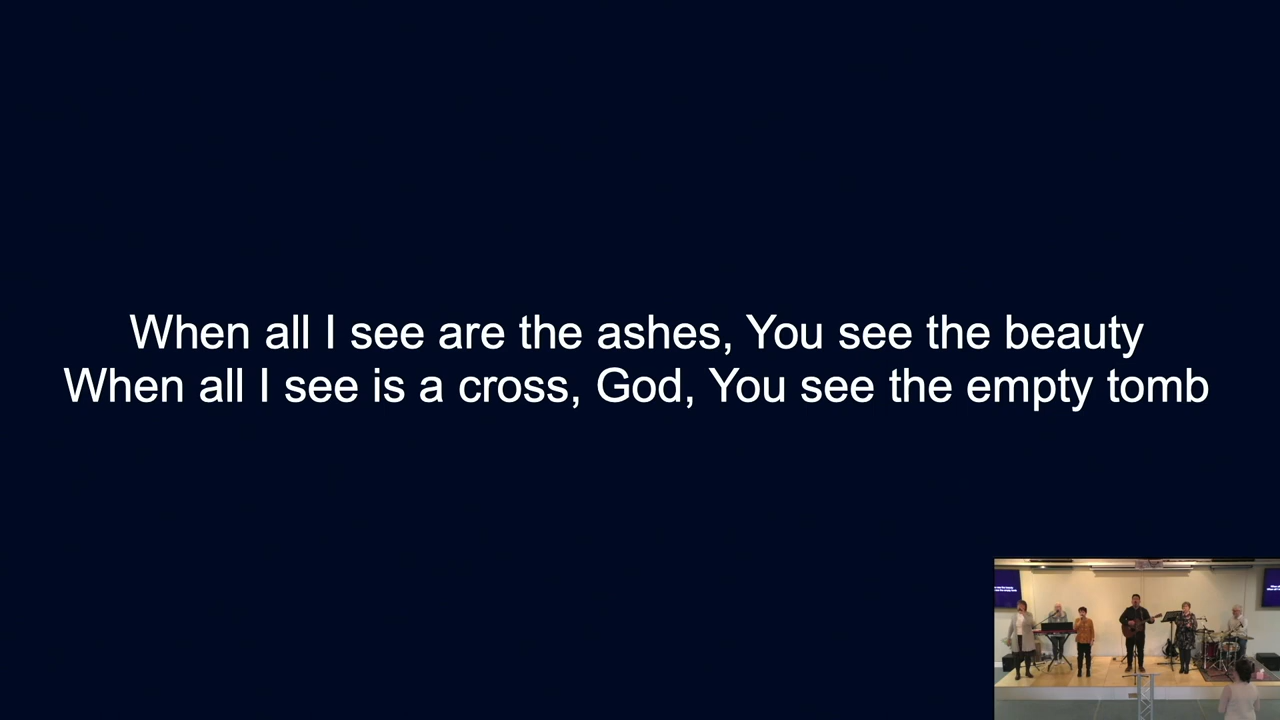 When all I see are the ashes, You see the beauty
When all I see is a cross, God, You see the empty tomb